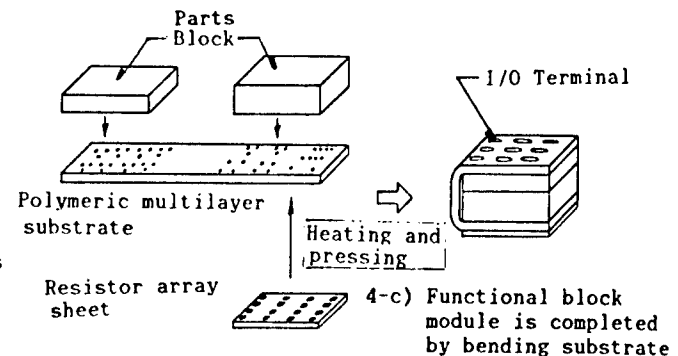 Parts
Block
I/O Terminal
Polymeric multilayer
substrate
Heating and
pressing
Resistor array
sheet
4-c) Functional block
module is completed
by bending substrate